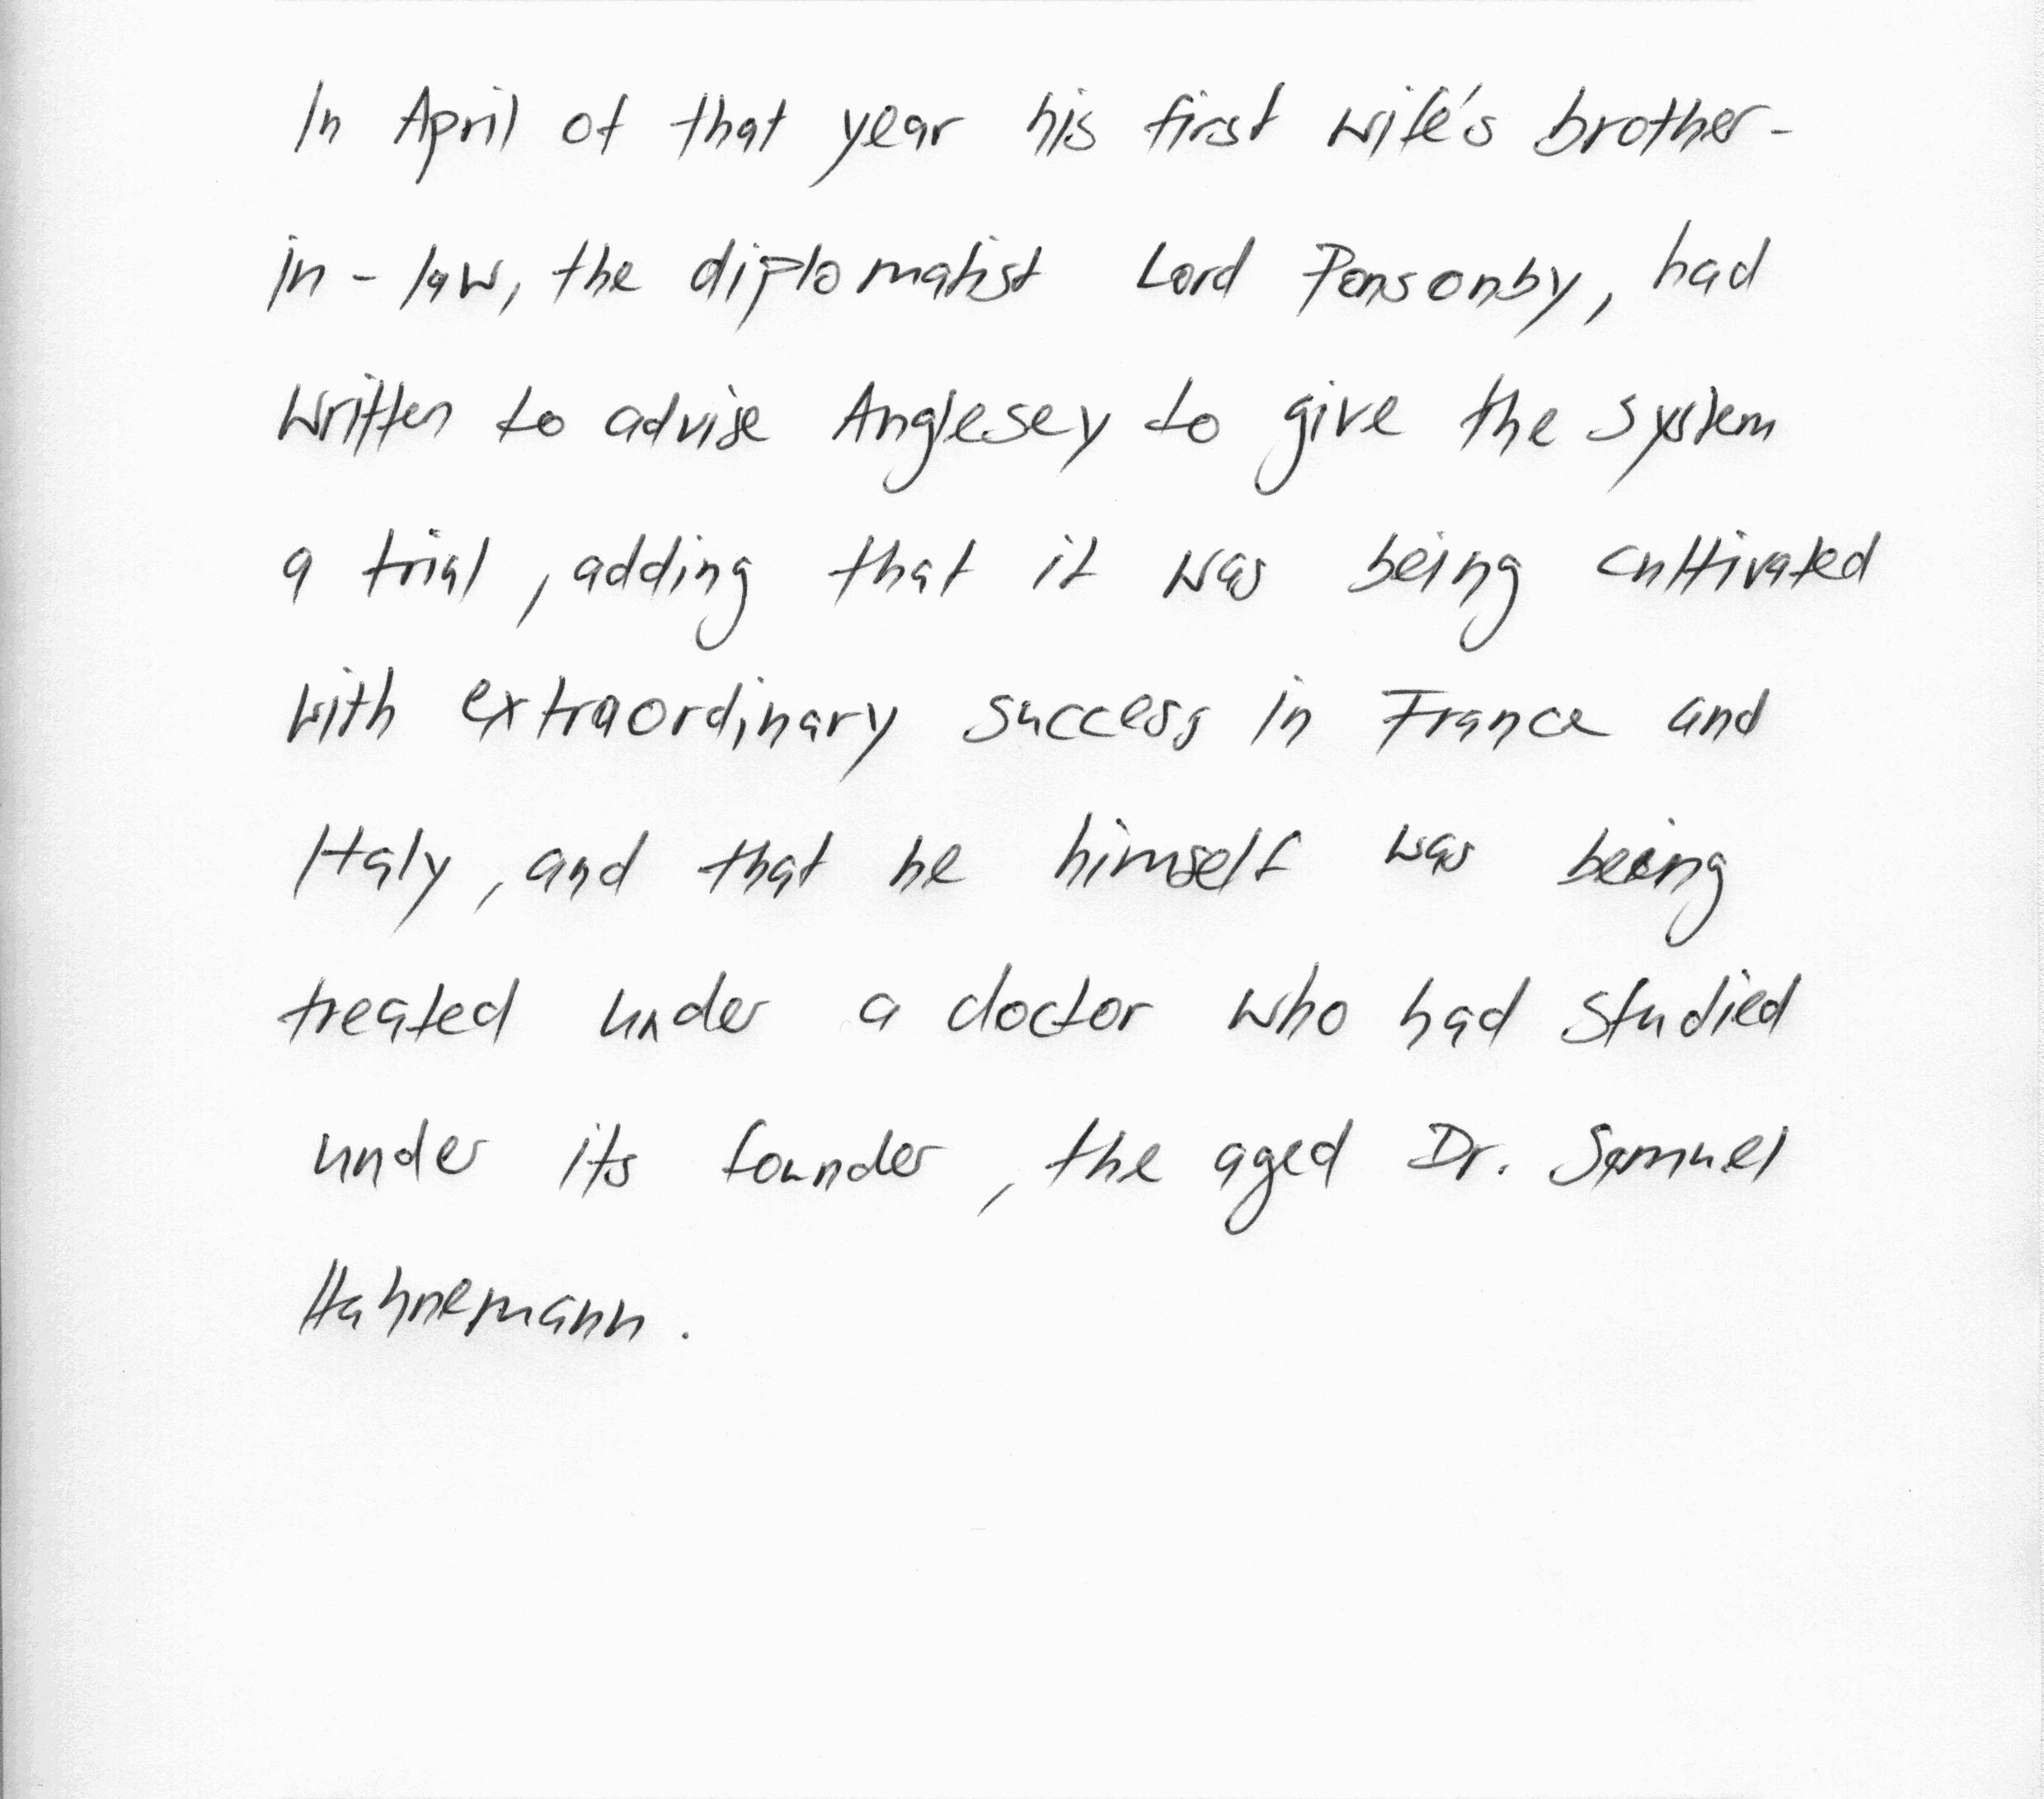 In April of that year his first wife's brother-
in-law, the diplomatist Lord Ponsonby, had
written to advise Anglesey to give the system
a trial, adding that it was being cultivated
with extraordinary success in France and
Italy, and that he himself was being
treated under a doctor who had studied
under its founder, the aged Dr. Samuel
Hahnemann.